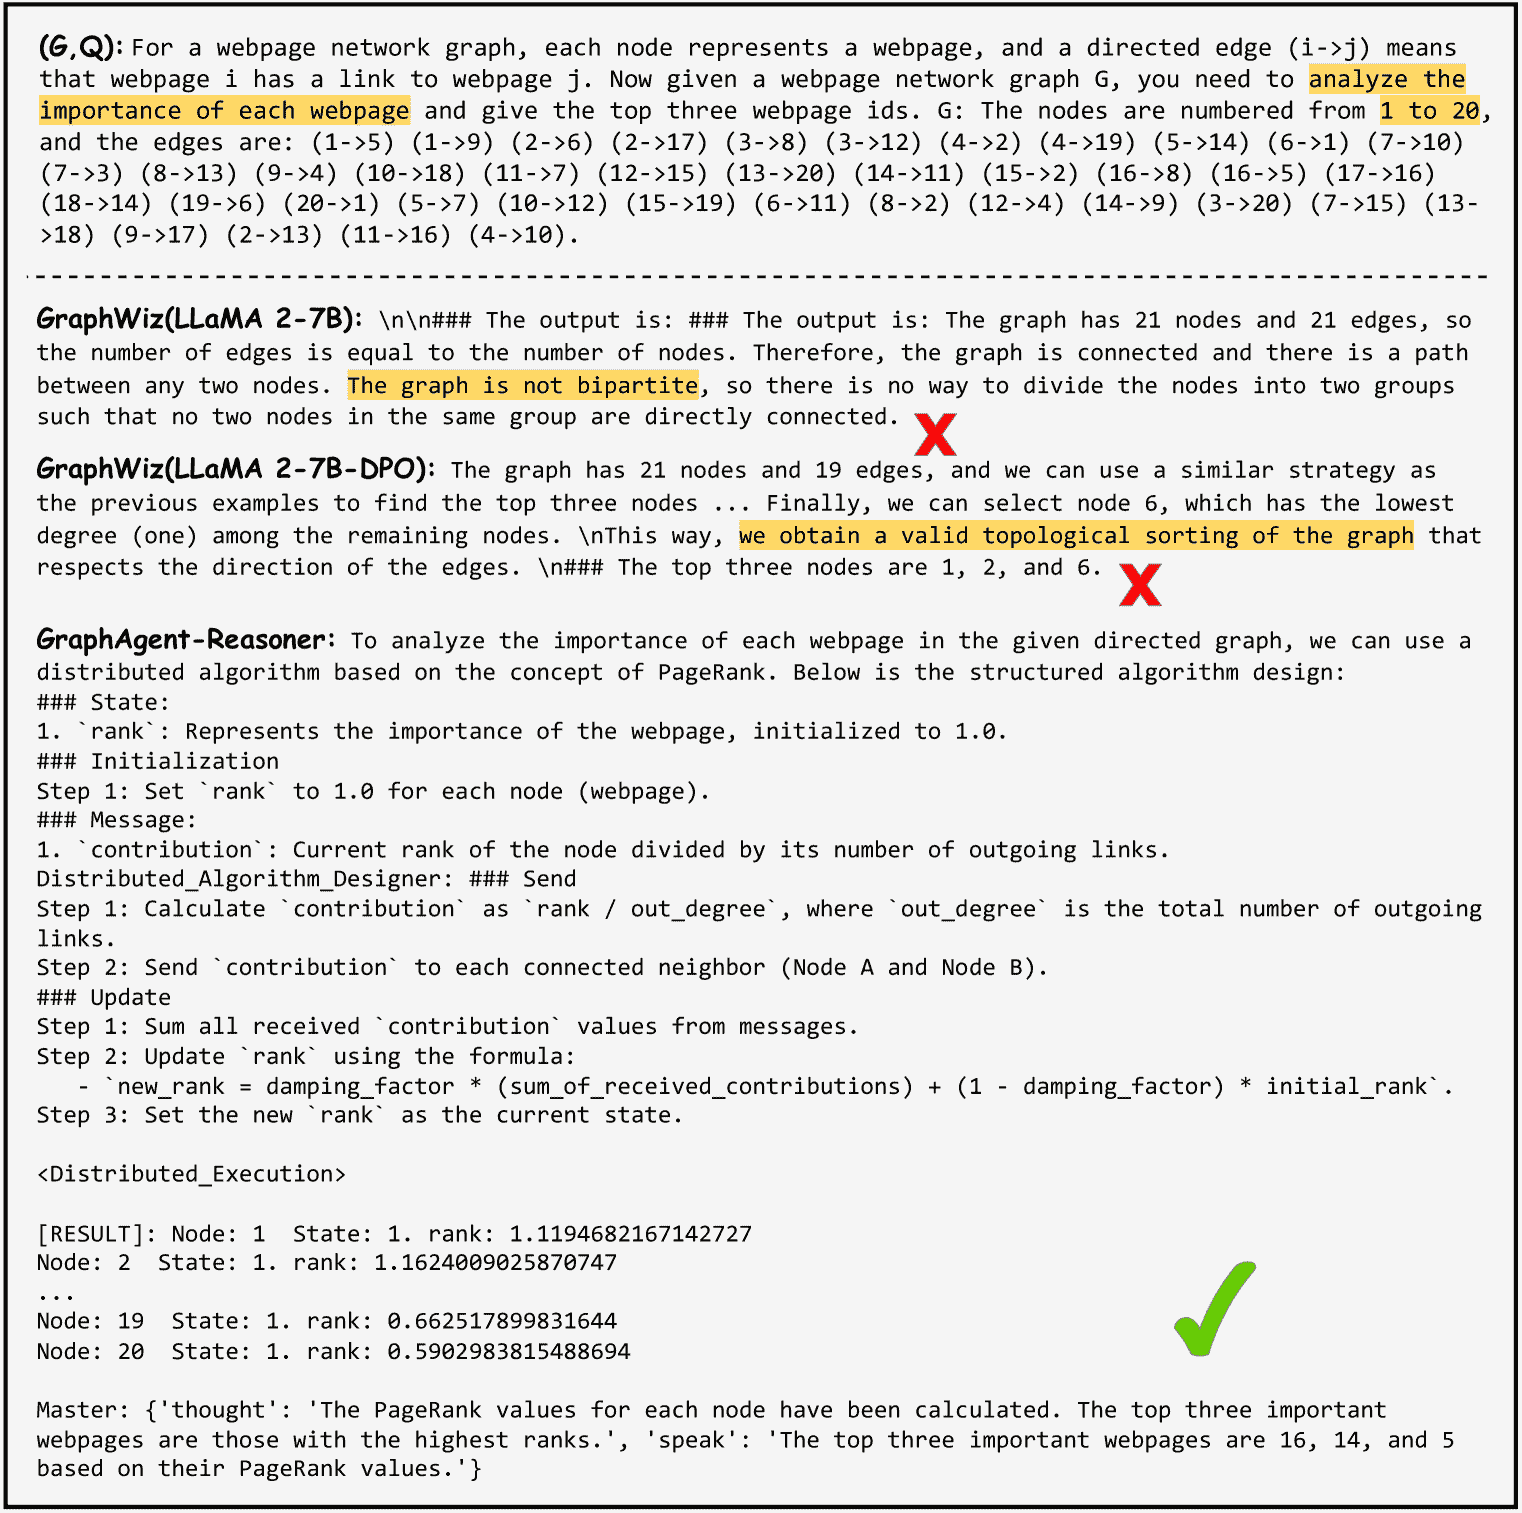 (G,Q): For a webpage network graph, each node represents a webpage, and a directed edge (i->j) means
that webpage i has a link to webpage j. Now given a webpage network graph G, you need to analyze the
importance of each webpage and give the top three webpage ids. G: The nodes are numbered from 1 to 20,
and the edges are: (1->5) (1->9) (2->6) (2->17) (3->8) (3->12) (4->2) (4->19) (5->14) (6->1) (7->10)
(7->3) (8->13) (9->4) (10->18) (11->7) (12->15) (13->20) (14->11) (15->2) (16->8) (16->5) (17->16)
(18->14) (19->6) (20->1) (5->7) (10->12) (15->19) (6->11) (8->2) (12->4) (14->9) (3->20) (7->15) (13-
>18) (9->17) (2->13) (11->16) (4->10).
GraphWiz(LLaMA 2-7B): \n\n### The output is: ### The output is: The graph has 21 nodes and 21 edges, so
the number of edges is equal to the number of nodes. Therefore, the graph is connected and there is a path
between any two nodes. The graph is not bipartite, so there is no way to divide the nodes into two groups
such that no two nodes in the same group are directly connected.
GraphWiz(LLaMA 2-7B-DPO): The graph has 21 nodes and 19 edges, and we can use a similar strategy as
the previous examples to find the top three nodes ... Finally, we can select node 6, which has the lowest
degree (one) among the remaining nodes. \nThis way, we obtain a valid topological sorting of the graph that
respects the direction of the edges. \n### The top three nodes are 1, 2, and 6.
GraphAgent-Reasoner: To analyze the importance of each webpage in the given directed graph, we can use a
distributed algorithm based on the concept of PageRank. Below is the structured algorithm design:
### State:
1. `rank`: Represents the importance of the webpage, initialized to 1.0.
### Initialization
Step 1: Set `rank` to 1.0 for each node (webpage).
### Message:
1. `contribution`: Current rank of the node divided by its number of outgoing links.
Distributed_Algorithm_Designer: ### Send
Step 1: Calculate `contribution` as `rank / out_degree`, where `out_degree` is the total number of outgoing
links.
Step 2: Send `contribution` to each connected neighbor (Node A and Node B).
### Update
Step 1: Sum all received `contribution` values from messages.
Step 2: Update `rank` using the formula:
- `new_rank = damping_factor * (sum_of_received_contributions) + (1 - damping_factor) * initial_rank`.
Step 3: Set the new `rank` as the current state.
<Distributed_Execution>
[RESULT]: Node: 1 State: 1. rank: 1.1194682167142727
Node: 2 State: 1. rank: 1.1624009025870747
...
Node: 19 State: 1. rank: 0.662517899831644
Node: 20 State: 1. rank: 0.5902983815488694
Master: {'thought': 'The PageRank values for each node have been calculated. The top three important
webpages are those with the highest ranks.', 'speak': 'The top three important webpages are 16, 14, and 5
based on their PageRank values.'}